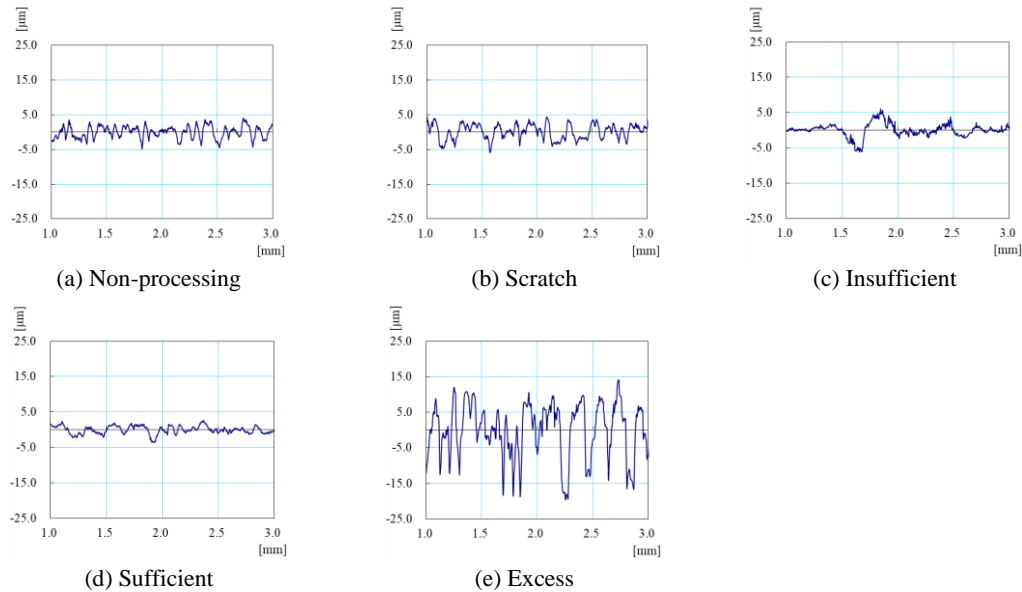 [μm] [μm] [μm]
25.0 25.0 25.0
15.0 15.0 15.0
5.0 5.0 5.0
-5.0 -5.0 -5.0
-15.0 -15.0 -15.0
-25.0 -25.0 -25.0
1.0 1.5 2.0 2.5 3.0 1.0 1.5 2.0 2.5 3.0 1.0 1.5 2.0 2.5 3.0
[mm] [mm] [mm]
(a) Non-processing (b) Scratch (c) Insufficient
[μm] [μm]
25.0 25.0
15.0 15.0
5.0 5.0
-5.0 -5.0
-15.0 -15.0
-25.0 -25.0
1.0 1.5 2.0 2.5 3.0 1.0 1.5 2.0 2.5 3.0
[mm] [mm]
(d) Sufficient (e) Excess